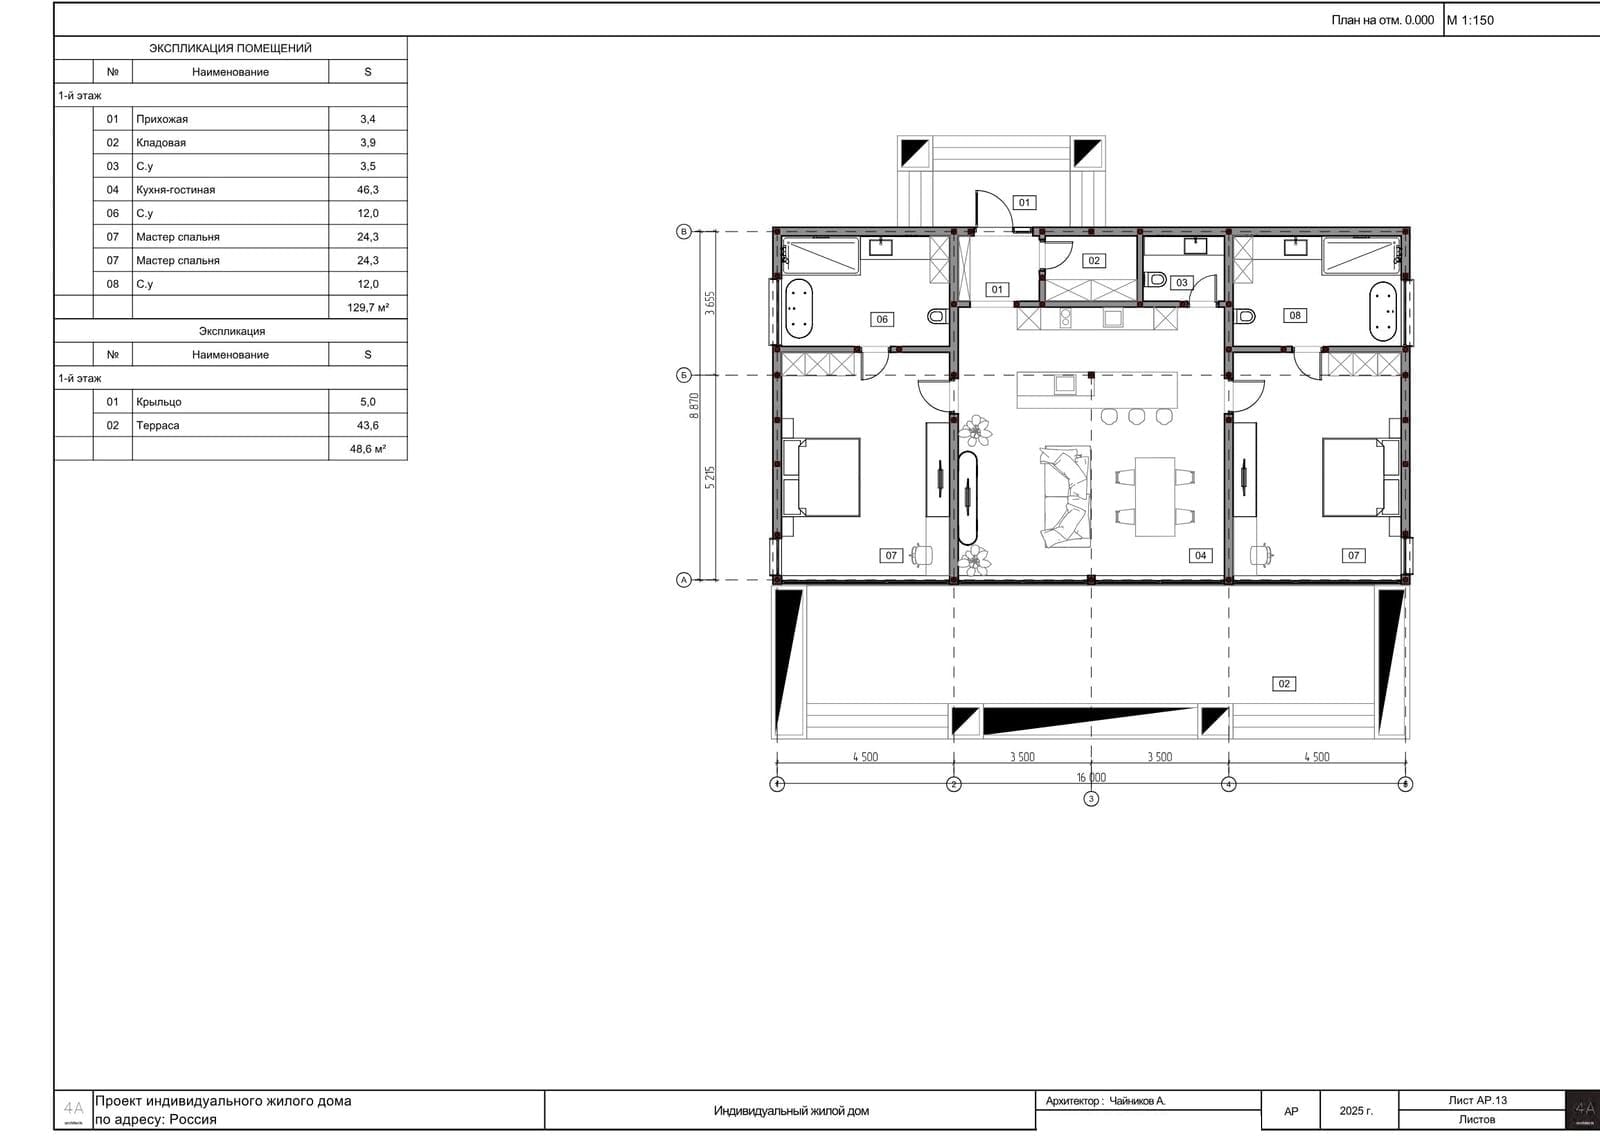 План на отм. 0.000 М 1:150
ЭКСПЛИКАЦИЯ ПОМЕЩЕНИЙ
№ Наименование S
1-й этаж
01 Прихожая 3,4
02 Кладовая 3,9
03 С.у 3,5
04 Кухня-гостиная 46,3
06 С.у 12,0
07 Мастер спальня 24,3
07 Мастер спальня 24,3
08 С.у 12,0
129,7 м²
Экспликация
№ Наименование S
1-й этаж
01 Крыльцо 5,0
02 Терраса 43,6
48,6 м²
01
В
02
03
01
3 655
06
08
Б
8 870
5 215
07
04
07
А
02
4 500 3 500 3 500 4 500
16 000
1 2 4 5
3
4A
architects
Проект индивидуального жилого дома
по адресу: Россия
Индивидуальный жилой дом
Архитектор : Чайников А.
АР
2025 г.
Лист АР.13
Листов
4A
architects